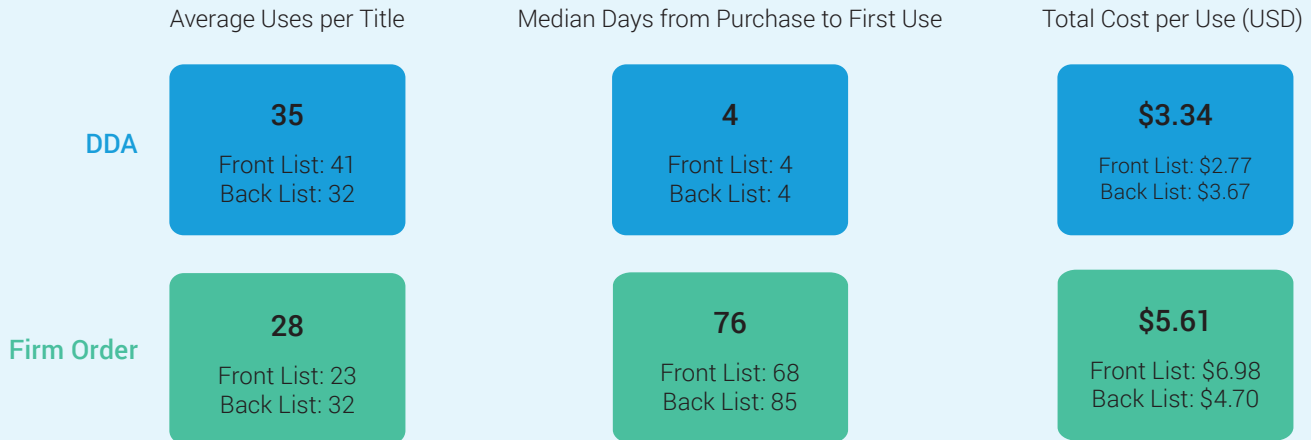 Average Uses per Title
Median Days from Purchase to First Use
Total Cost per Use (USD)
DDA
35
Front List: 41
Back List: 32
4
Front List: 4
Back List: 4
$3.34
Front List: $2.77
Back List: $3.67
Firm Order
28
Front List: 23
Back List: 32
76
Front List: 68
Back List: 85
$5.61
Front List: $6.98
Back List: $4.70